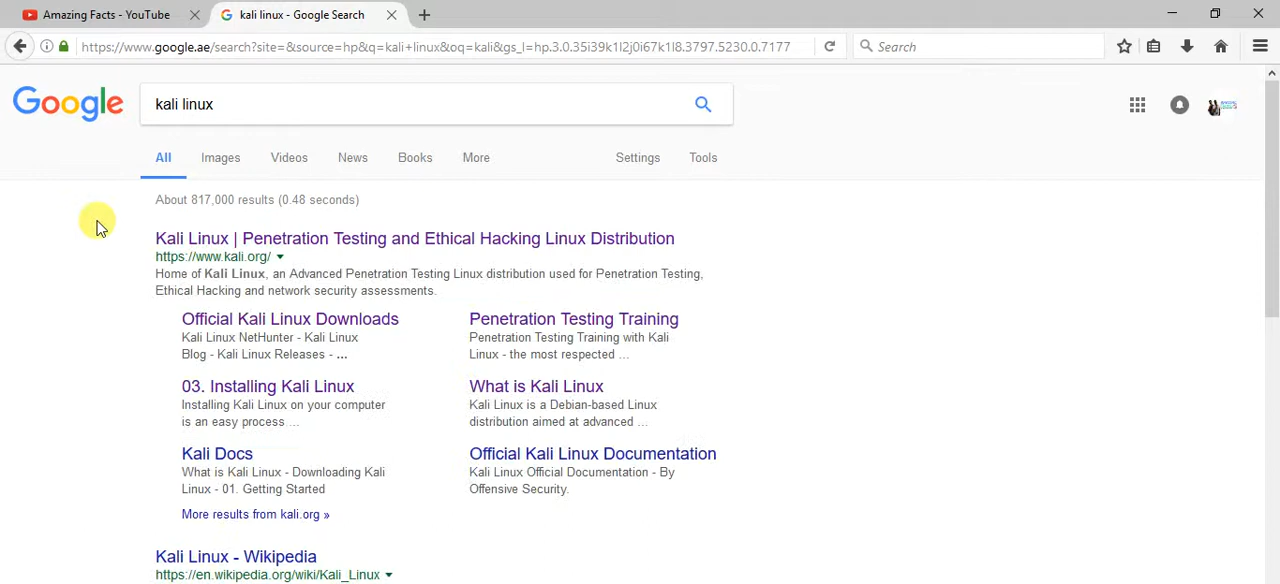 Amazing Facts - YouTube
kali linux - Google Search
https://www.google.ae/search?site=&source=hp&q=kali+linux&oq=kali&gs_l=hp.3.0.35i39k1l2j0i67k1l8.3797.5230.0.7177
Search
Google
kali linux
All Images Videos News Books More Settings Tools
About 817,000 results (0.48 seconds)
Kali Linux | Penetration Testing and Ethical Hacking Linux Distribution
https://www.kali.org/
Home of Kali Linux, an Advanced Penetration Testing Linux distribution used for Penetration Testing,
Ethical Hacking and network security assessments.
Official Kali Linux Downloads
Kali Linux NetHunter - Kali Linux
Blog - Kali Linux Releases - ...
Penetration Testing Training
Penetration Testing Training with Kali
Linux - the most respected ...
03. Installing Kali Linux
Installing Kali Linux on your computer
is an easy process ...
What is Kali Linux
Kali Linux is a Debian-based Linux
distribution aimed at advanced ...
Kali Docs
What is Kali Linux - Downloading Kali
Linux - 01. Getting Started
Official Kali Linux Documentation
Kali Linux Official Documentation - By
Offensive Security.
More results from kali.org »
Kali Linux - Wikipedia
https://en.wikipedia.org/wiki/Kali_Linux